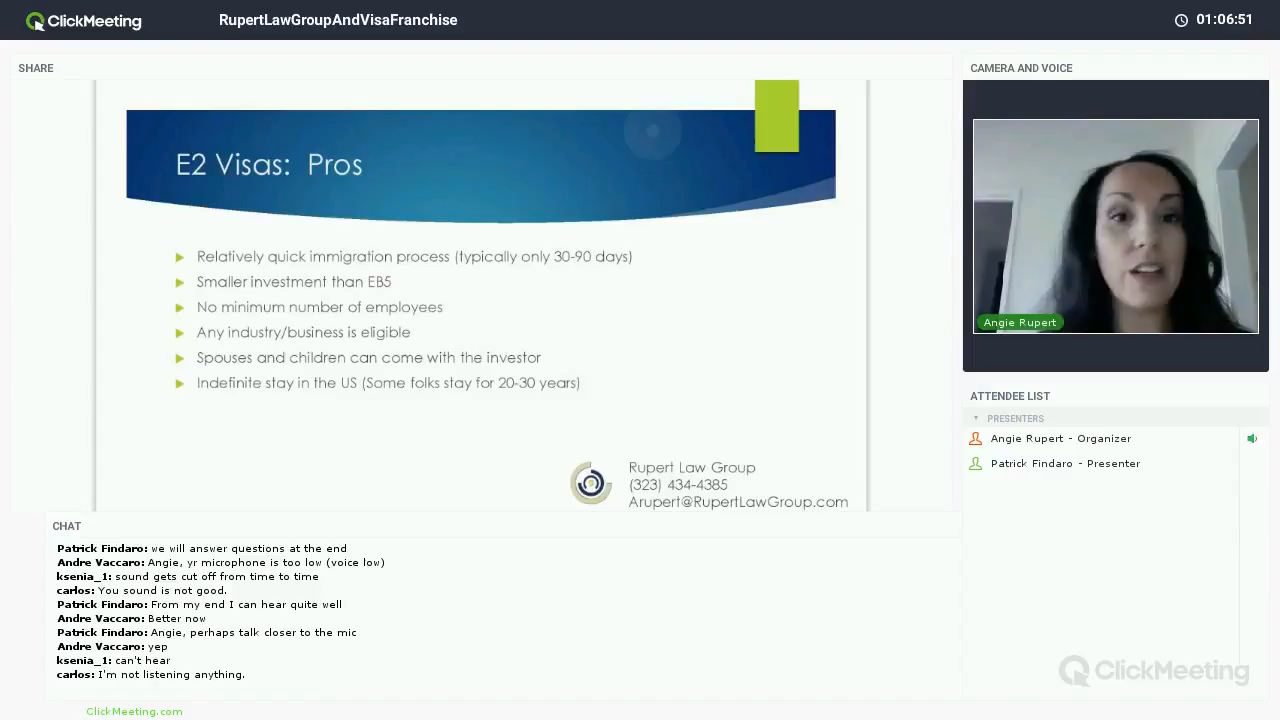 ClickMeeting
RupertLawGroupAndVisaFranchise
01:06:51
SHARE
E2 Visas: Pros
Relatively quick immigration process (typically only 30-90 days)
Smaller investment than EB5
No minimum number of employees
Any industry/business is eligible
Spouses and children can come with the investor
Indefinite stay in the US (Some folks stay for 20-30 years)
Rupert Law Group
(323) 434-4385
Arupert@RupertLawGroup.com
CAMERA AND VOICE
Angie Rupert
ATTENDEE LIST
PRESENTERS
Angie Rupert - Organizer
Patrick Findaro - Presenter
CHAT
Patrick Findaro: we will answer questions at the end
Andre Vaccaro: Angie, yr microphone is too low (voice low)
ksenia_1: sound gets cut off from time to time
carlos: You sound is not good.
Patrick Findaro: From my end I can hear quite well
Andre Vaccaro: Better now
Patrick Findaro: Angie, perhaps talk closer to the mic
Andre Vaccaro: yep
ksenia_1: can't hear
carlos: I'm not listening anything.
ClickMeeting
ClickMeeting.com